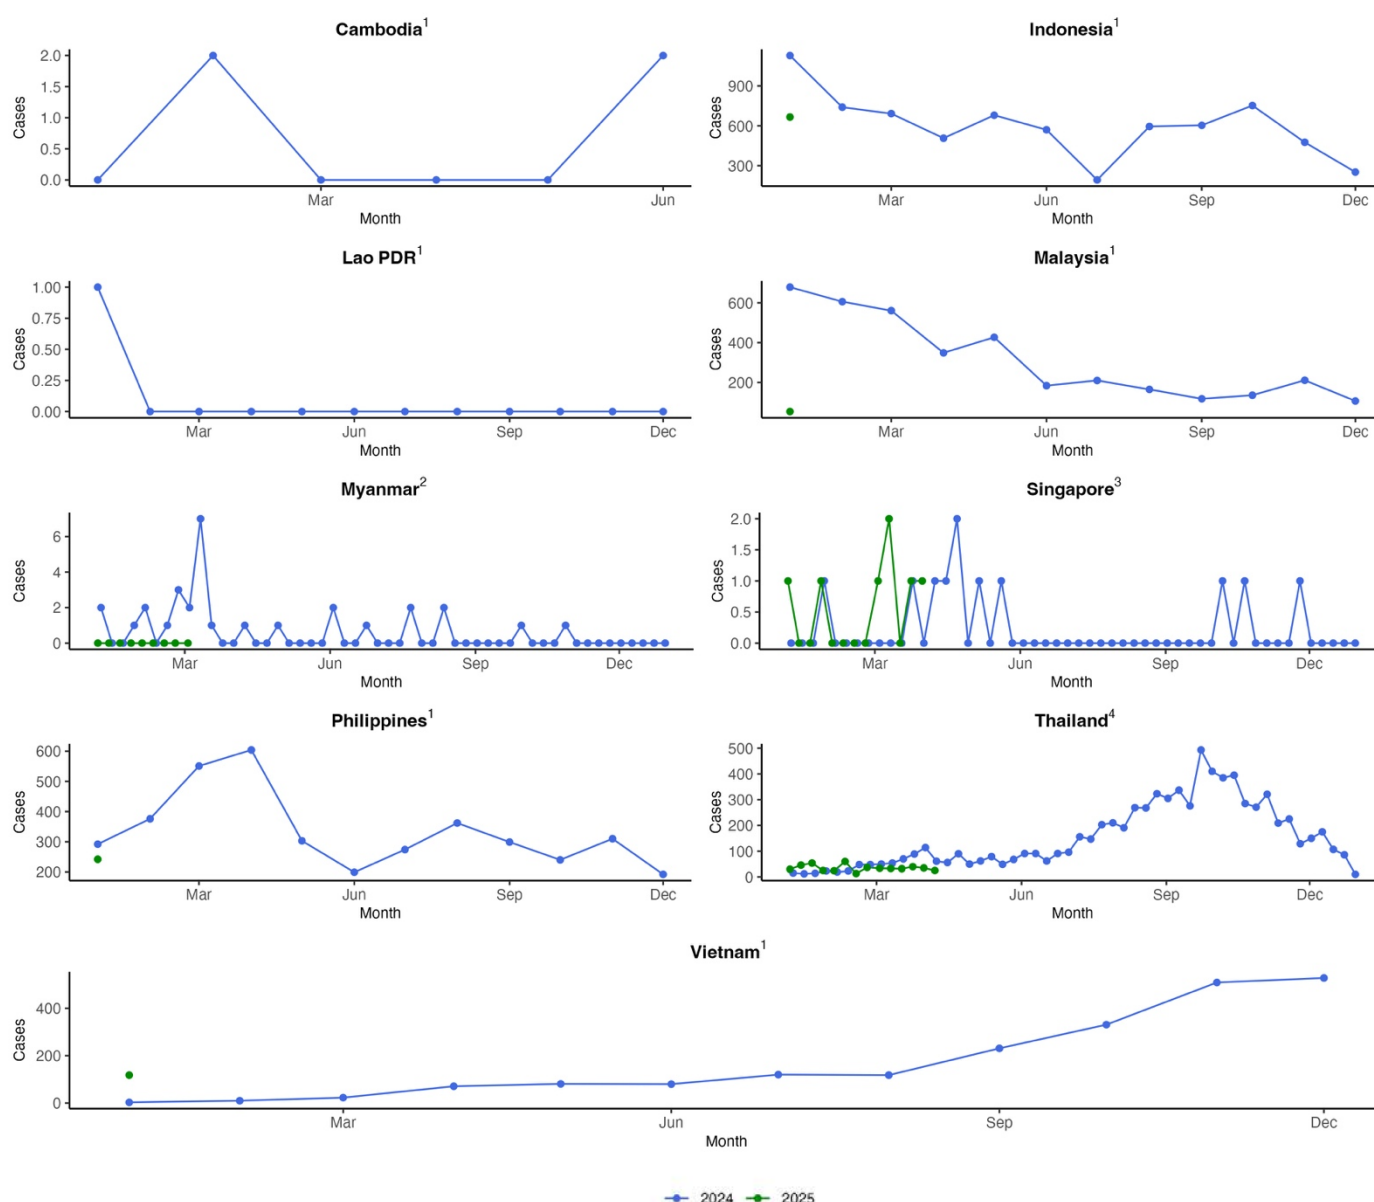 Cambodia¹
Cases
2.0
1.5
1.0
0.5
0.0
Mar
Jun
Month
Indonesia¹
Cases
900
600
300
Mar
Jun
Sep
Dec
Month
Lao PDR¹
Cases
1.00
0.75
0.50
0.25
0.00
Mar
Jun
Sep
Dec
Month
Malaysia¹
Cases
600
400
200
Mar
Jun
Sep
Dec
Month
Myanmar²
Cases
6
4
2
0
Mar
Jun
Sep
Dec
Month
Singapore³
Cases
2.0
1.5
1.0
0.5
0.0
Mar
Jun
Sep
Dec
Month
Philippines¹
Cases
600
500
400
300
200
Mar
Jun
Sep
Dec
Month
Thailand⁴
Cases
500
400
300
200
100
0
Mar
Jun
Sep
Dec
Month
Vietnam¹
Cases
400
200
0
Mar
Jun
Sep
Dec
Month
2024
2025